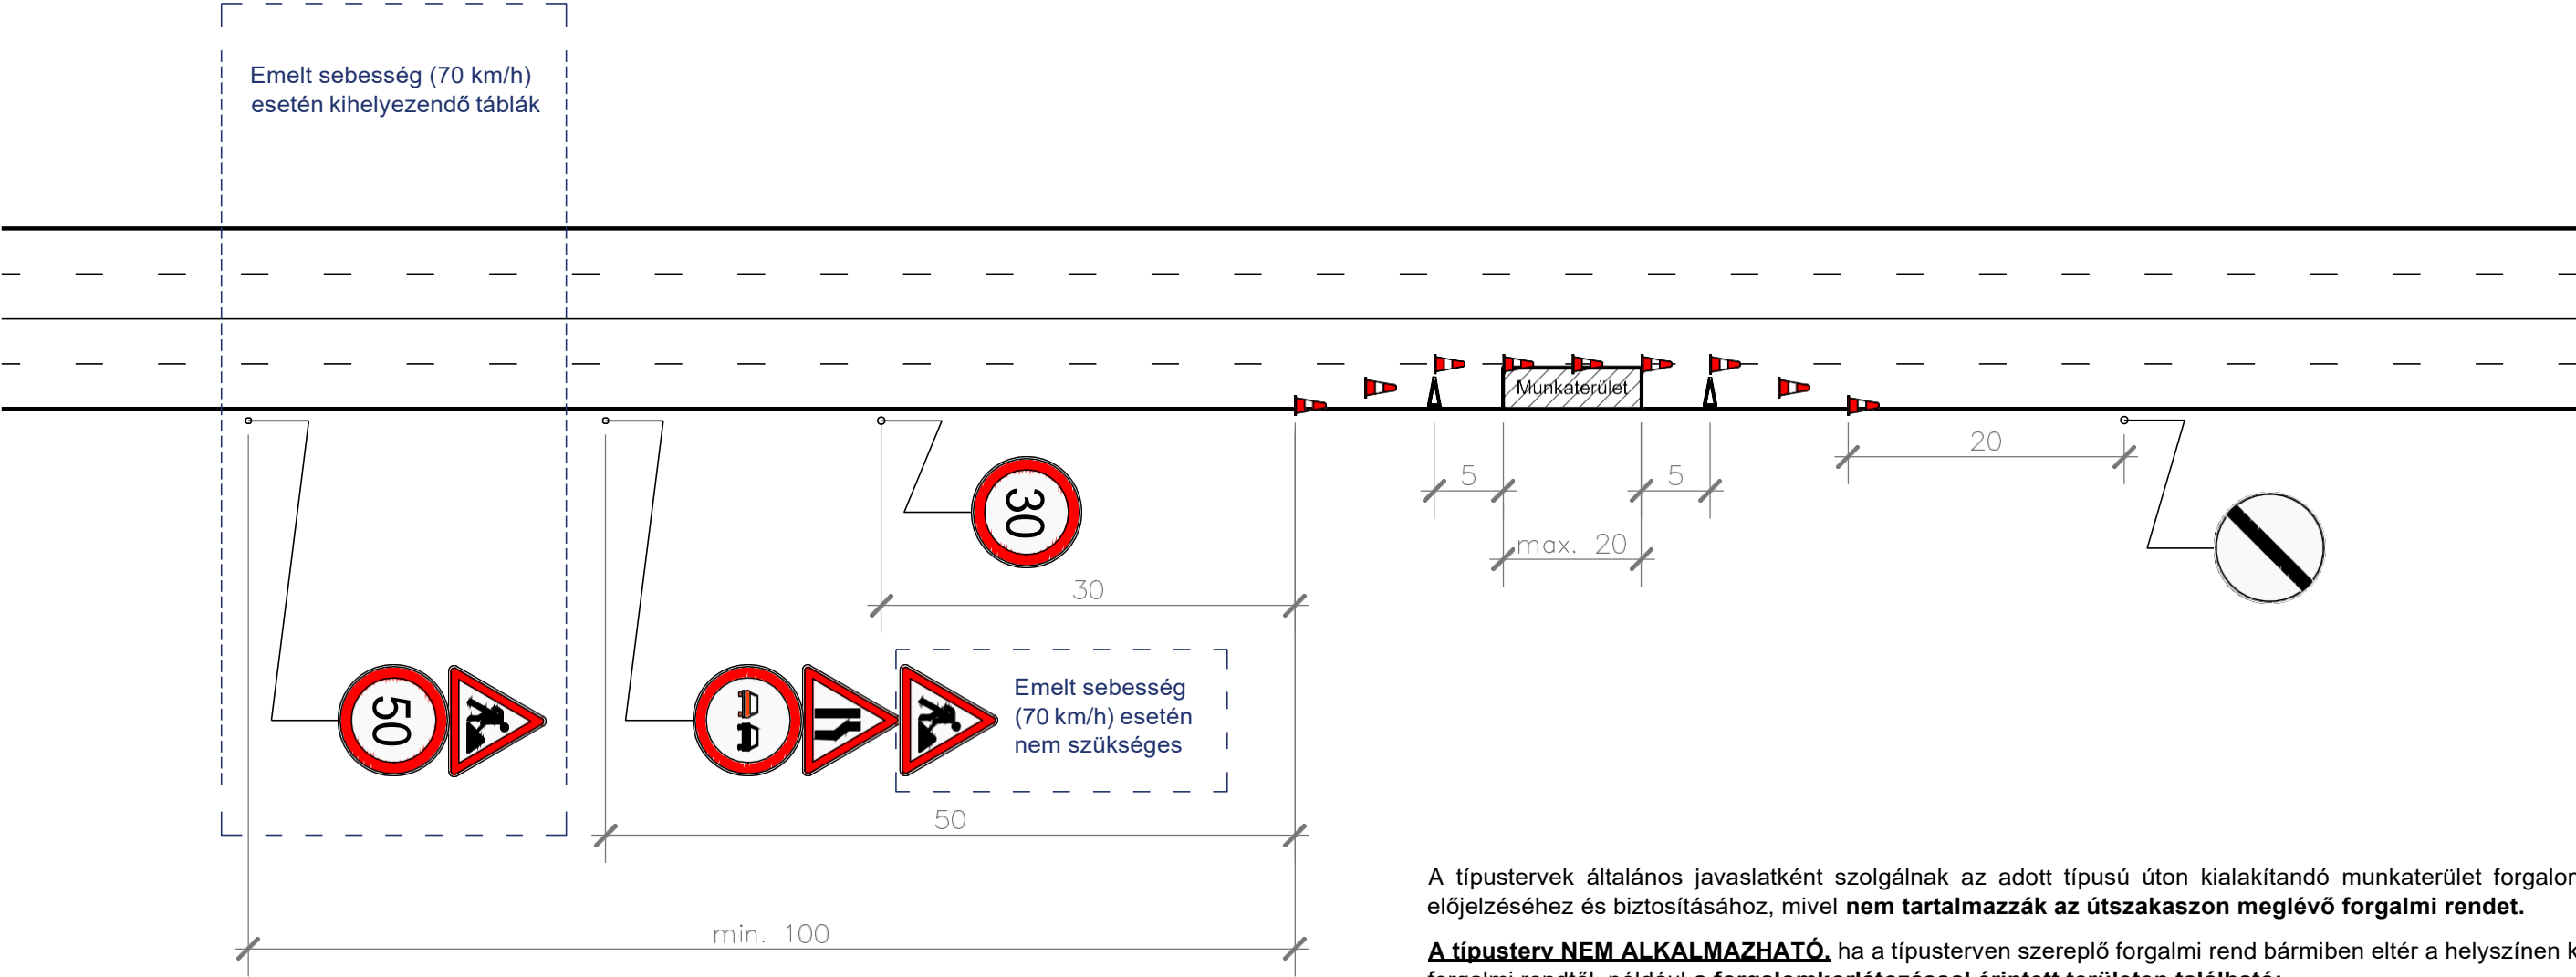 Emelt sebesség (70 km/h)
esetén kihelyezendő táblák
Munkaterület
20
5
5
30
max. 20
30
Emelt sebesség
(70 km/h) esetén
nem szükséges
50
50
min. 100
A típustervek általános javaslatként szolgálnak az adott típusú úton kialakítandó munkaterület
előjelzéséhez és biztosításához, mivel nem tartalmazzák az útszakaszon meglévő forgalmi rendet.
A típusterv NEM ALKALMAZHATÓ, ha a típusterven szereplő forgalmi rend bármiben eltér a helyszínen